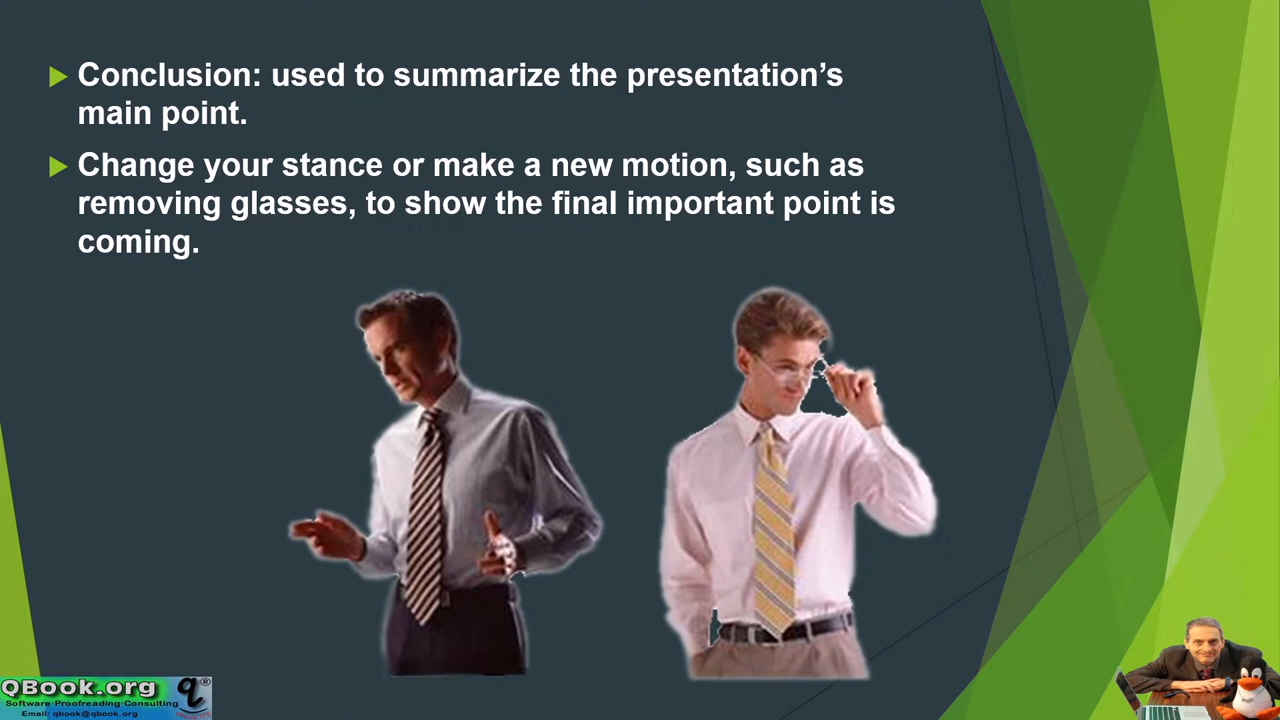 Conclusion: used to summarize the presentation’s
main point.
Change your stance or make a new motion, such as
removing glasses, to show the final important point is
coming.
QBook.org q®
Software·Proofreading·Consulting
Email: qbook@qbook.org